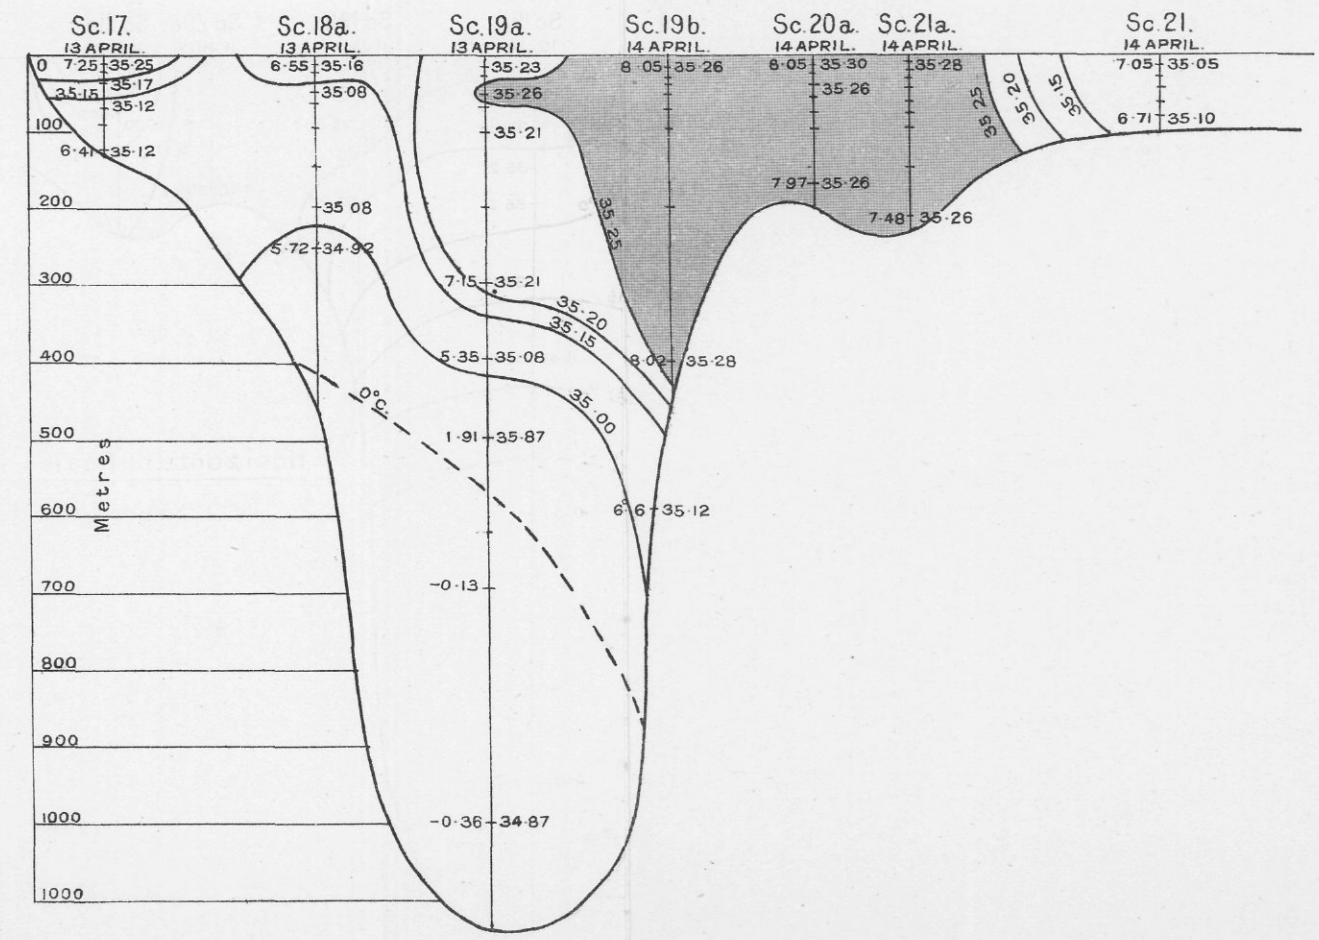 Sc.17. Sc.18a. Sc.19a. Sc.19b. Sc.20a. Sc.21a. Sc.21.
13 APRIL. 13 APRIL. 13 APRIL. 14 APRIL. 14 APRIL. 14 APRIL. 14 APRIL.
0 7·25 35·25 6·55 35·16 35·23 8·05 35·26 8·05 35·30 35·28 7·05 35·05
35·17
35·15 35·08 35·26 35·26 35·25 35·20 35·15
35·12
100 35·21 6·71 35·10
6·41 35·12
7·97 35·26
200 35·08 35·25 7·48 35·26
5·72 34·92
300 7·15 35·21
35·20
35·15
400 5·35 35·08 8·02 35·28
0°c. 35·00
500 1·91 35·87
Metres
600 6°6 35·12
700 -0·13
800
900
1000 -0·36 34·87
1000